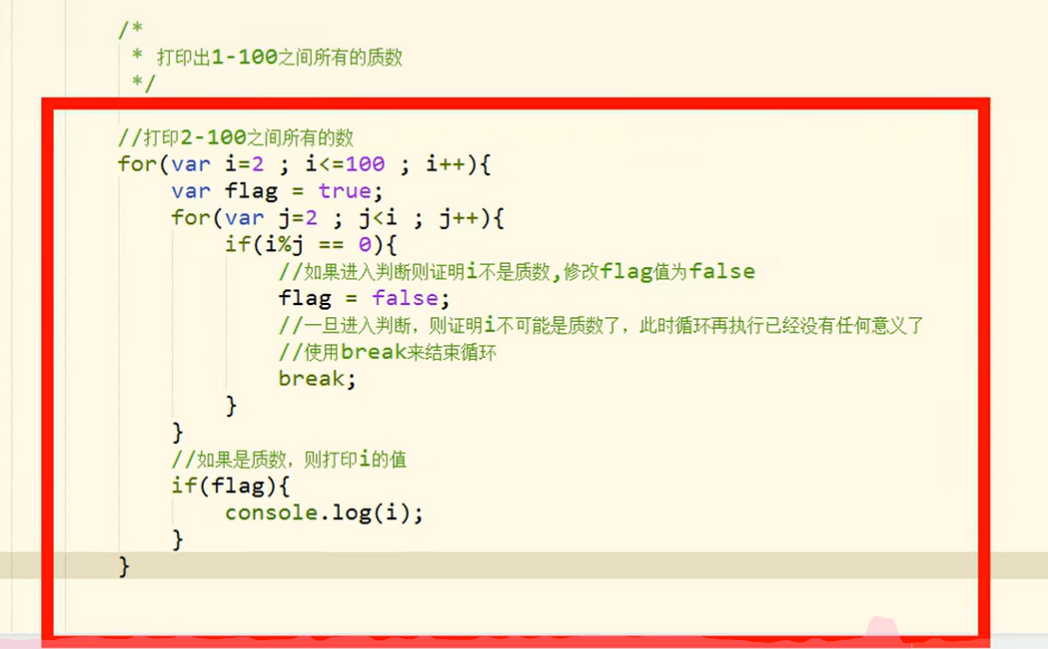 /*
* 打印出1-100之间所有的质数
*/
//打印2-100之间所有的数
for(var i=2 ; i<=100 ; i++){
var flag = true;
for(var j=2 ; j<i ; j++){
if(i%j == 0){
//如果进入判断则证明i不是质数,修改flag值为false
flag = false;
//一旦进入判断，则证明i不可能是质数了，此时循环再执行已经没有任何意义了
//使用break来结束循环
break;
}
}
//如果是质数，则打印i的值
if(flag){
console.log(i);
}
}